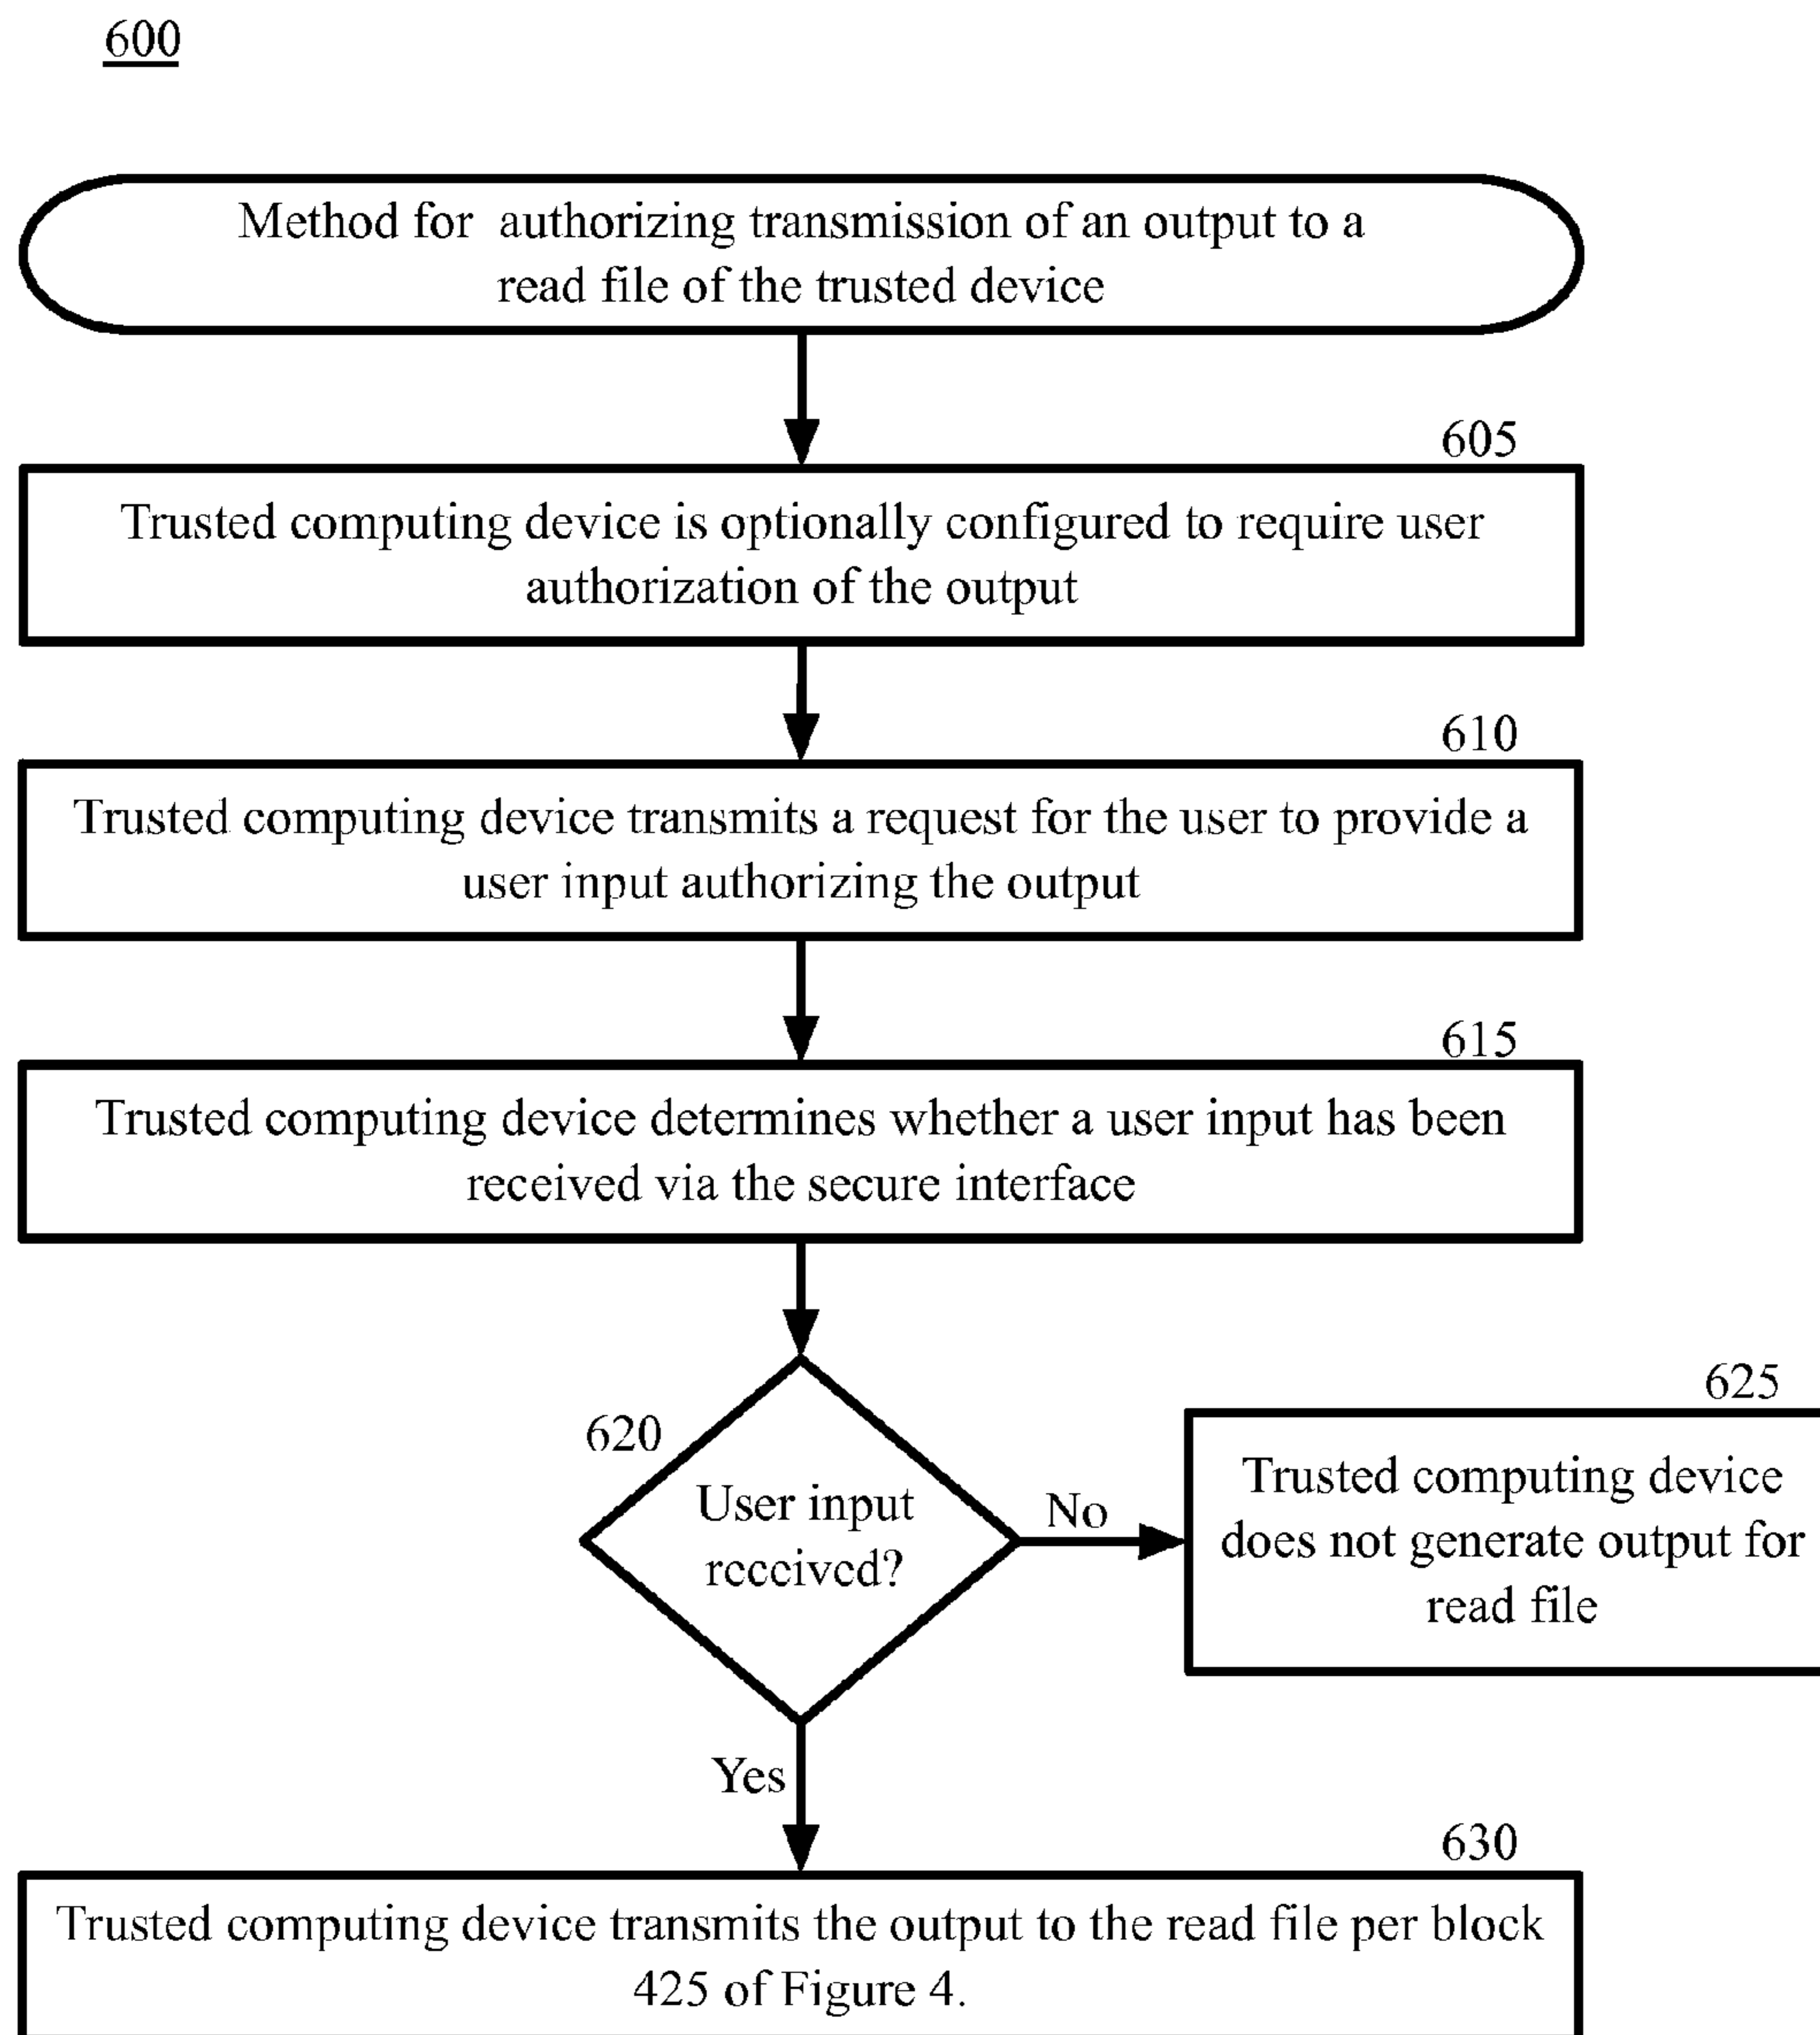 600
Method for authorizing transmission of an output to a
read file of the trusted device
605
Trusted computing device is optionally configured to require user
authorization of the output
610
Trusted computing device transmits a request for the user to provide a
user input authorizing the output
615
Trusted computing device determines whether a user input has been
received via the secure interface
620
User input
received?
No
625
Trusted computing device
does not generate output for
read file
Yes
630
Trusted computing device transmits the output to the read file per block
425 of Figure 4.